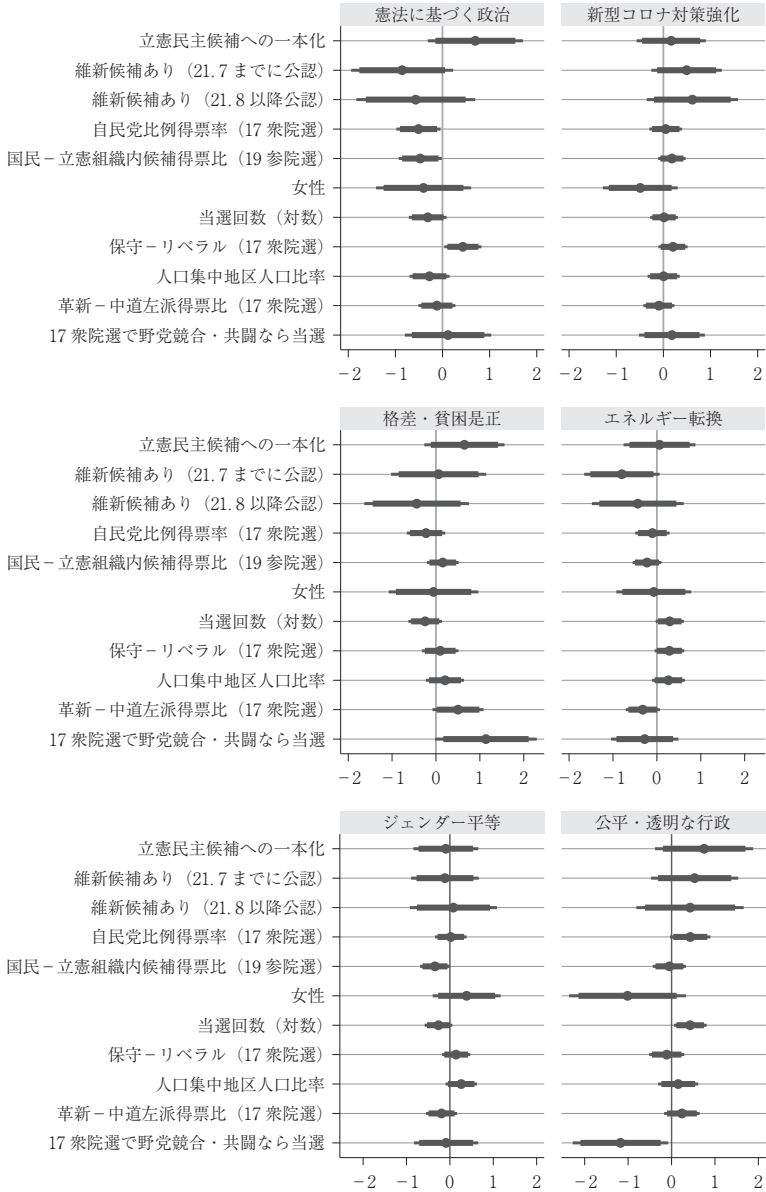 憲法に基づく政治 新型コロナ対策強化
立憲民主候補への一本化
維新候補あり（21.7 までに公認）
維新候補あり（21.8 以降公認）
自民党比例得票率（17 衆院選）
国民－立憲組織内候補得票比（19 参院選）
女性
当選回数（対数）
保守－リベラル（17 衆院選）
人口集中地区人口比率
革新－中道左派得票比（17 衆院選）
17 衆院選で野党競合・共闘なら当選
−2 −1 0 1 2 −2 −1 0 1 2
格差・貧困是正 エネルギー転換
立憲民主候補への一本化
維新候補あり（21.7 までに公認）
維新候補あり（21.8 以降公認）
自民党比例得票率（17 衆院選）
国民－立憲組織内候補得票比（19 参院選）
女性
当選回数（対数）
保守－リベラル（17 衆院選）
人口集中地区人口比率
革新－中道左派得票比（17 衆院選）
17 衆院選で野党競合・共闘なら当選
−2 −1 0 1 2 −2 −1 0 1 2
ジェンダー平等 公平・透明な行政
立憲民主候補への一本化
維新候補あり（21.7 までに公認）
維新候補あり（21.8 以降公認）
自民党比例得票率（17 衆院選）
国民－立憲組織内候補得票比（19 参院選）
女性
当選回数（対数）
保守－リベラル（17 衆院選）
人口集中地区人口比率
革新－中道左派得票比（17 衆院選）
17 衆院選で野党競合・共闘なら当選
−2 −1 0 1 2 −2 −1 0 1 2